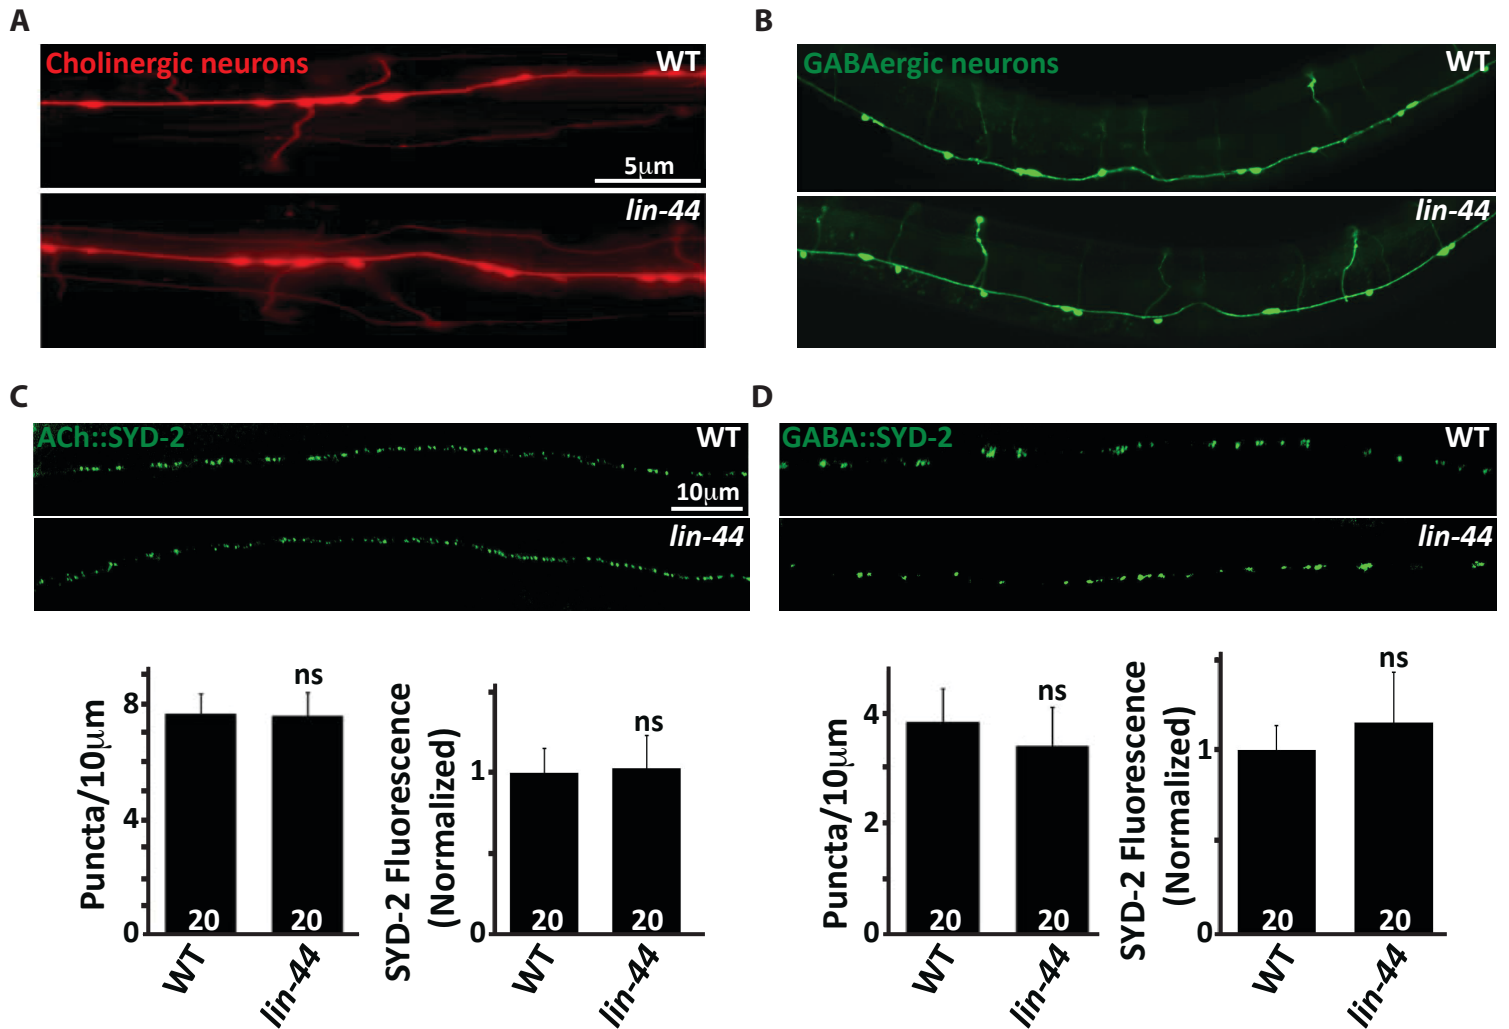 A
B
Cholinergic neurons
WT
GABAergic neurons
WT
5µm
lin-44
lin-44
C
D
ACh::SYD-2
WT
GABA::SYD-2
WT
10µm
lin-44
lin-44
Puncta/10µm
8
4
0
ns
20
20
WT
lin-44
SYD-2 Fluorescence
(Normalized)
1
0
ns
20
20
WT
lin-44
Puncta/10µm
4
2
0
ns
20
20
WT
lin-44
SYD-2 Fluorescence
(Normalized)
1
0
ns
20
20
WT
lin-44